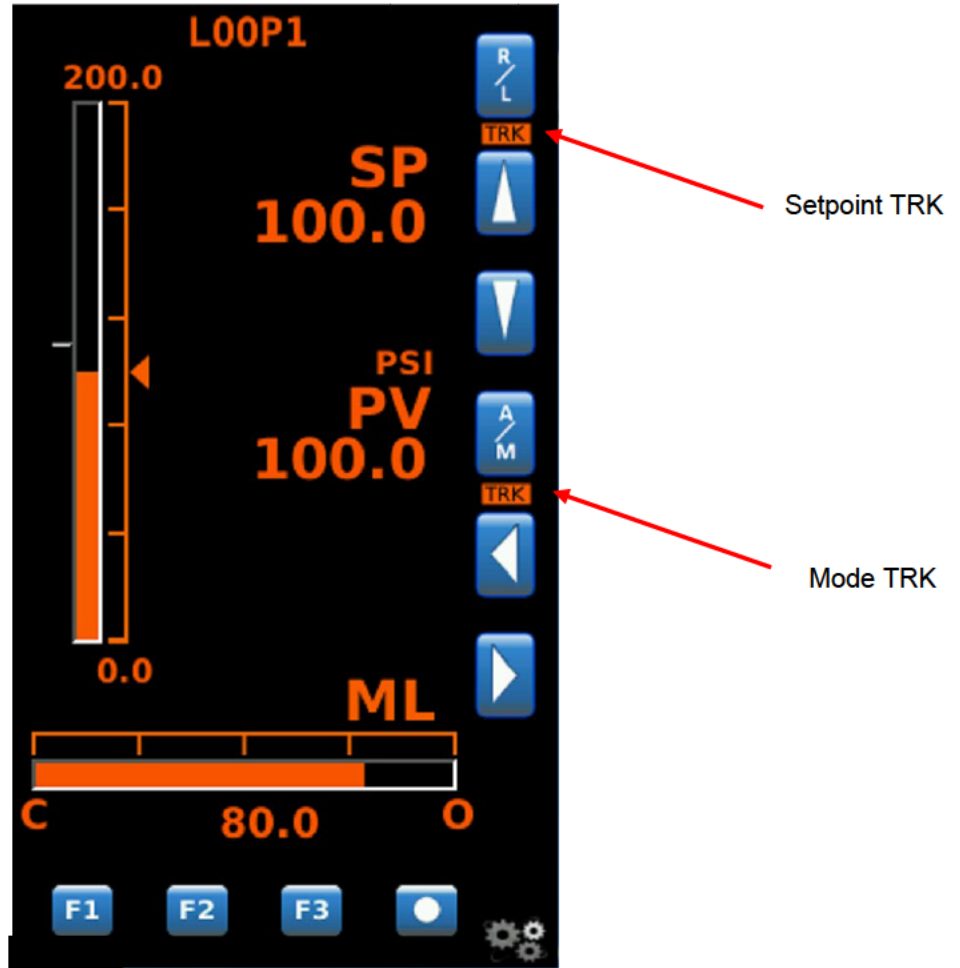 L00P1
200.0
R/L
TRK
Setpoint TRK
SP
100.0
PSI
PV
100.0
A/M
TRK
Mode TRK
0.0
ML
C
80.0
O
F1
F2
F3